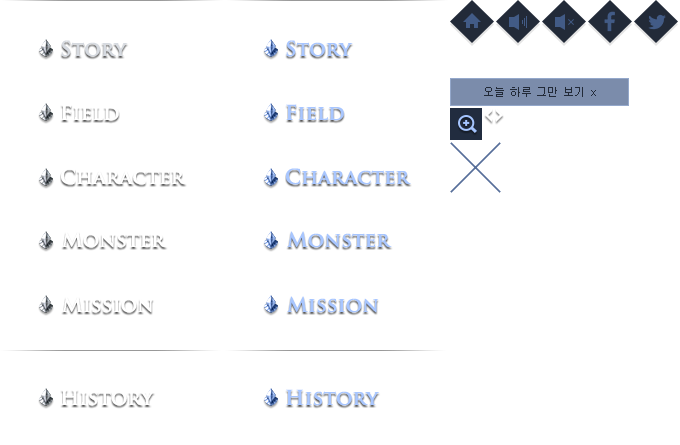 STORY STORY
FIELD FIELD
CHARACTER CHARACTER
MONSTER MONSTER
MISSION MISSION
HISTORY HISTORY
오늘 하루 그만 보기 x